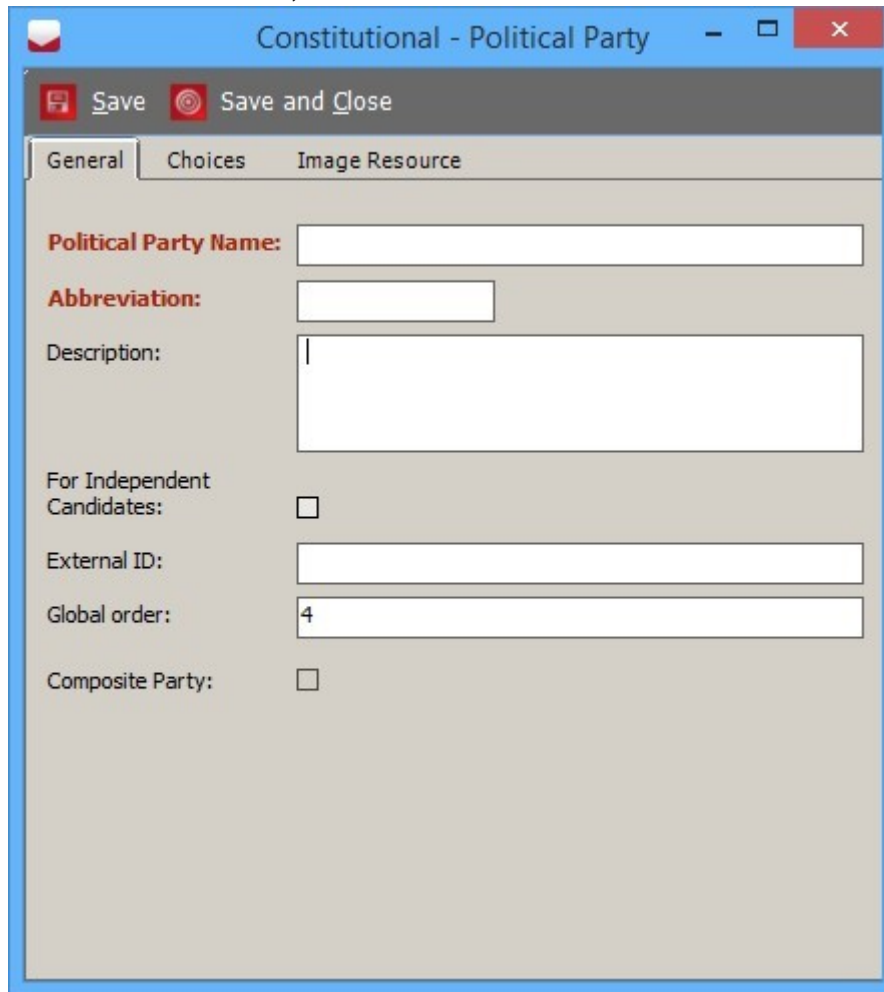 Constitutional - Political Party
Save Save and Close
General Choices Image Resource
Political Party Name:
Abbreviation:
Description:
For Independent
Candidates:
External ID:
Global order: 4
Composite Party: